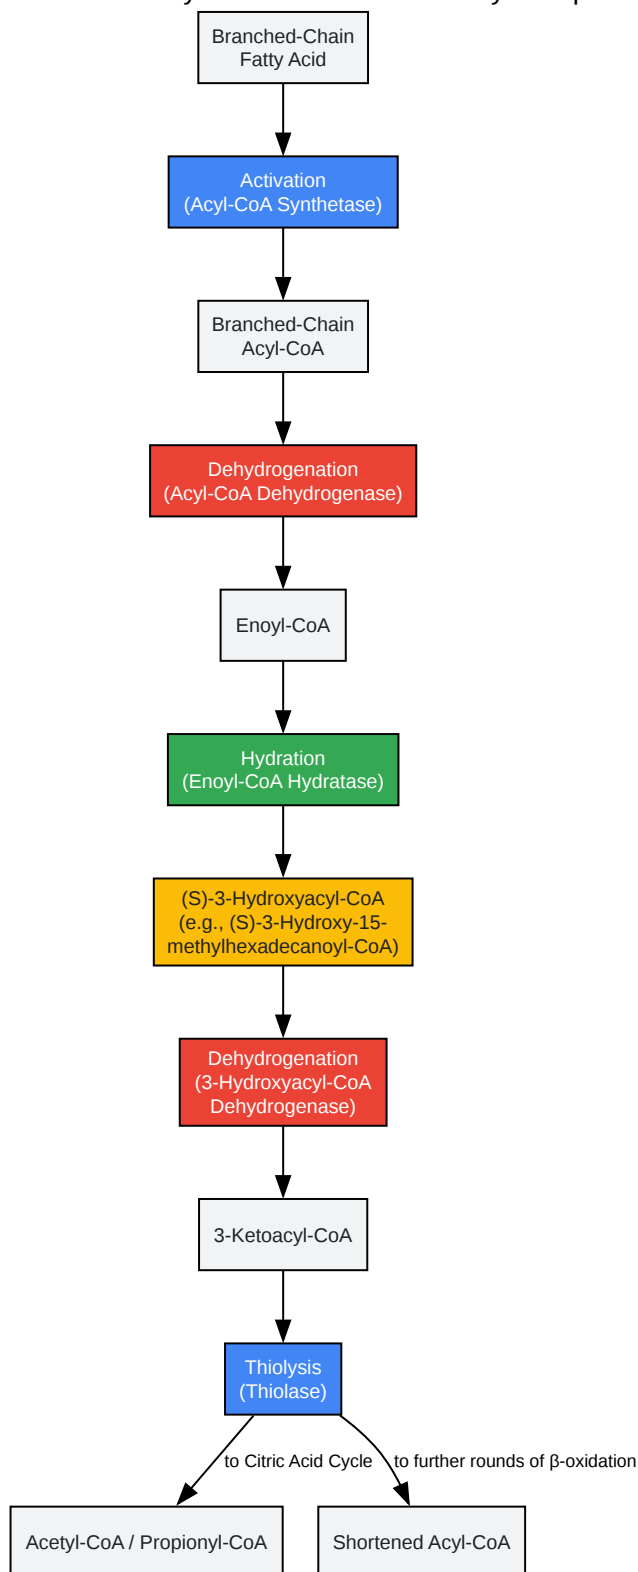 Branched-Chain
Fatty Acid
Activation
(Acyl-CoA Synthetase)
Branched-Chain
Acyl-CoA
Dehydrogenation
(Acyl-CoA Dehydrogenase)
Enoyl-CoA
Hydration
(Enoyl-CoA Hydratase)
(S)-3-Hydroxyacyl-CoA
(e.g., (S)-3-Hydroxy-15-
methylhexadecanoyl-CoA)
Dehydrogenation
(3-Hydroxyacyl-CoA
Dehydrogenase)
3-Ketoacyl-CoA
Thiolysis
(Thiolase)
to Citric Acid Cycle
to further rounds of β-oxidation
Acetyl-CoA / Propionyl-CoA
Shortened Acyl-CoA